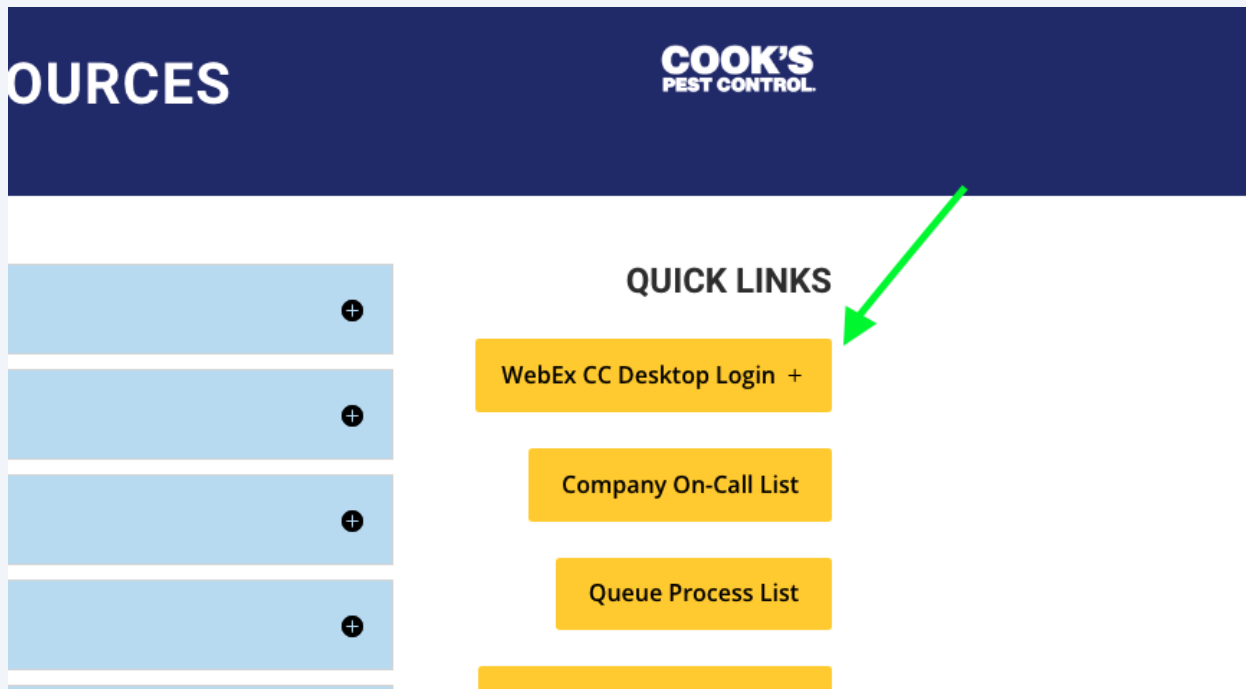 OURCES
COOK'S
PEST CONTROL.
QUICK LINKS
WebEx CC Desktop Login +
Company On-Call List
Queue Process List